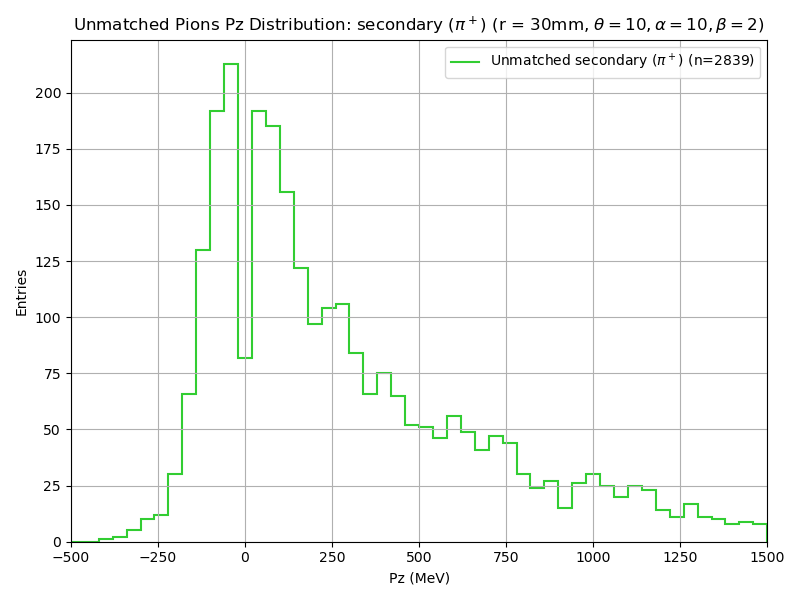 Unmatched Pions Pz Distribution: secondary (π⁺) (r = 30mm, θ = 10, α = 10, β = 2)
Unmatched secondary (π⁺) (n=2839)
200
175
150
125
100
75
50
25
0
Entries
−500 −250 0 250 500 750 1000 1250 1500
Pz (MeV)